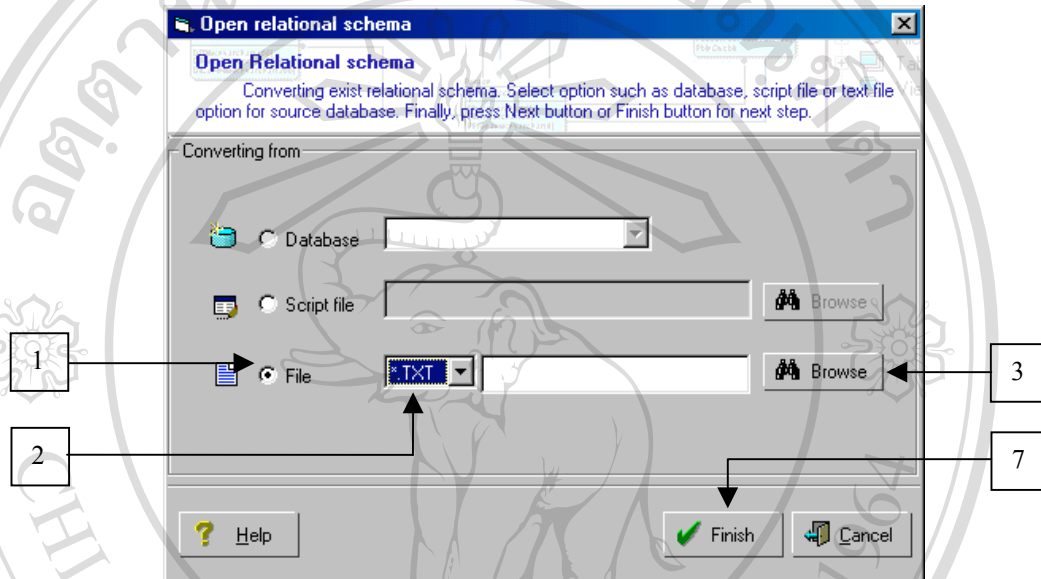 Open relational schema
Open Relational schema
Converting exist relational schema. Select option such as database, script file or text file
option for source database. Finally, press Next button or Finish button for next step.
Converting from
Database
Script file
Browse
1
File
*.TXT
Browse
3
2
7
? Help
Finish
Cancel
CHI
1964